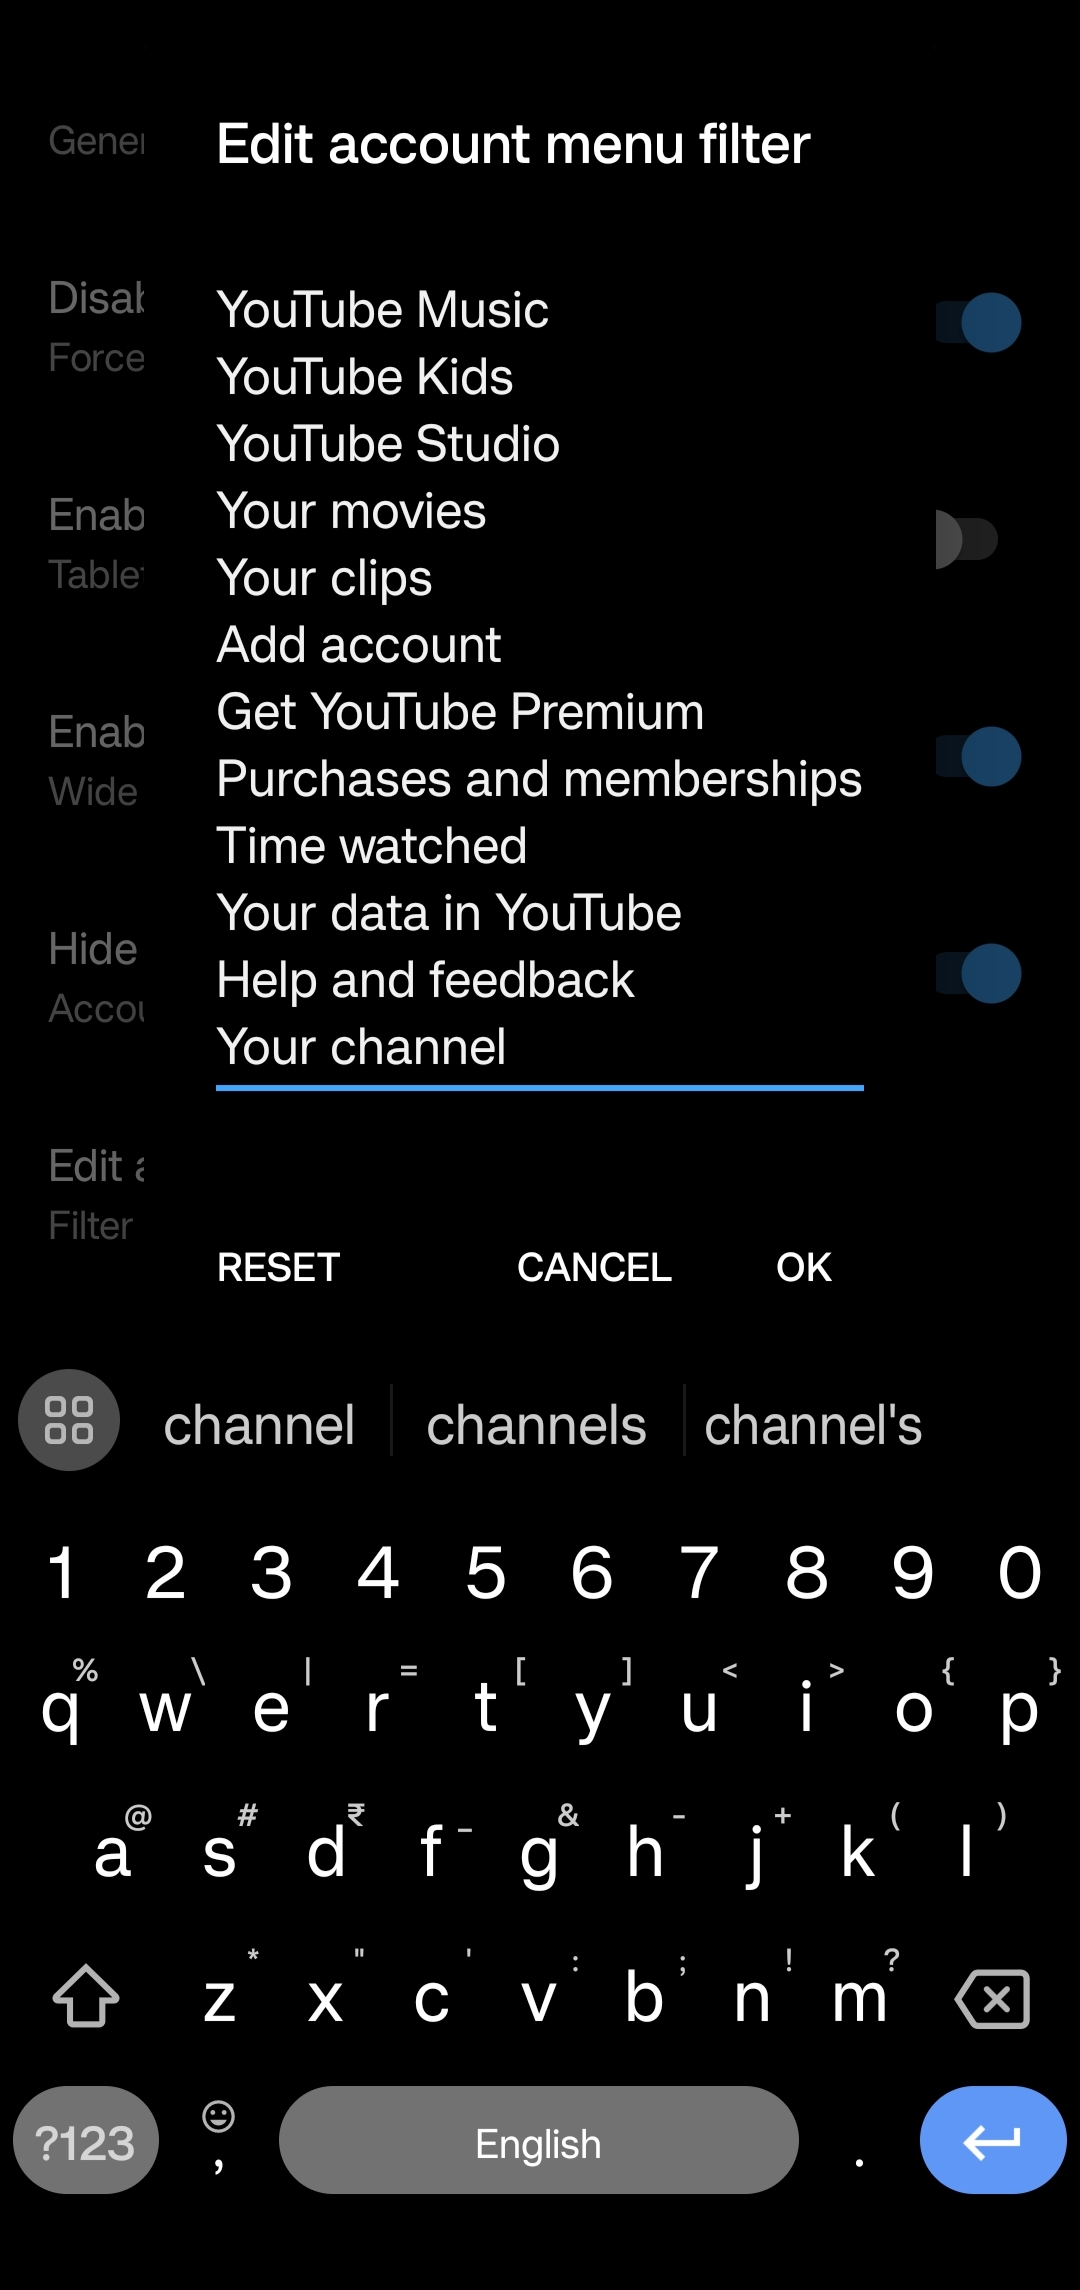 Edit account menu filter
Gener
Disab
Force
Enab
Tablet
Enab
Wide
Hide
Accou
Edit a
Filter
YouTube Music
YouTube Kids
YouTube Studio
Your movies
Your clips
Add account
Get YouTube Premium
Purchases and memberships
Time watched
Your data in YouTube
Help and feedback
Your channel
RESET CANCEL OK
channel channels channel's
1 2 3 4 5 6 7 8 9 0
% \ | = [ ] < > { }
q w e r t y u i o p
@ # ₹ _ & - + ( )
a s d f g h j k l
* " ' : ; ! ?
z x c v b n m
?123 , English .